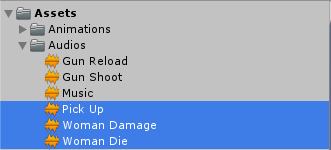 Assets
Animations
Audios
Gun Reload
Gun Shoot
Music
Pick Up
Woman Damage
Woman Die